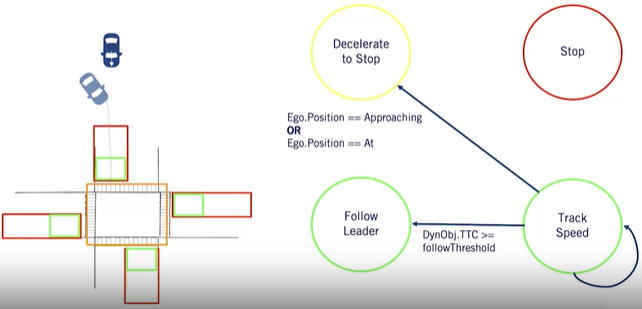 Decelerate
to Stop
Stop
Ego.Position == Approaching
OR
Ego.Position == At
Follow
Leader
DynObj.TTC >=
followThreshold
Track
Speed